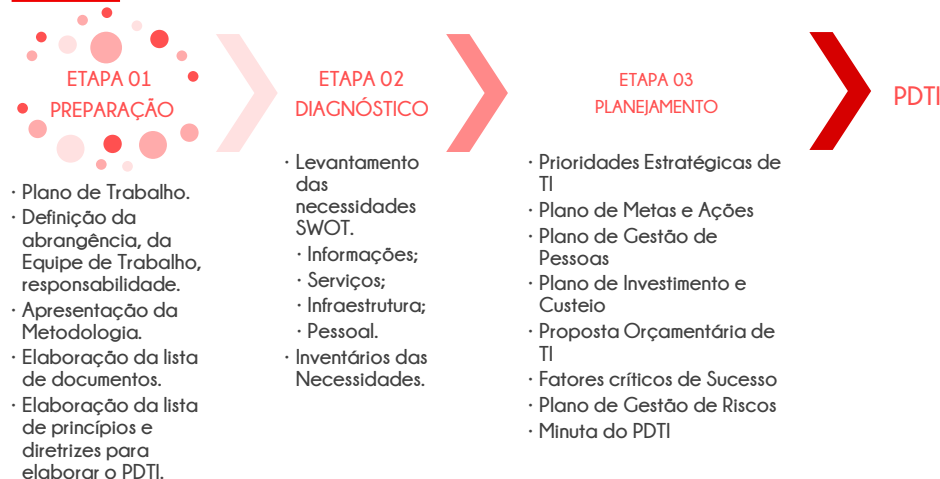 ETAPA 01
PREPARAÇÃO
· Plano de Trabalho.
· Definição da
abrangência, da
Equipe de Trabalho,
responsabilidade.
· Apresentação da
Metodologia.
· Elaboração da lista
de documentos.
· Elaboração da lista
de princípios e
diretrizes para
elaborar o PDTI.
ETAPA 02
DIAGNÓSTICO
· Levantamento
das
necessidades
SWOT.
· Informações;
· Serviços;
· Infraestrutura;
· Pessoal.
· Inventários das
Necessidades.
ETAPA 03
PLANEJAMENTO
· Prioridades Estratégicas de
TI
· Plano de Metas e Ações
· Plano de Gestão de
Pessoas
· Plano de Investimento e
Custeio
· Proposta Orçamentária de
TI
· Fatores críticos de Sucesso
· Plano de Gestão de Riscos
· Minuta do PDTI
PDTI